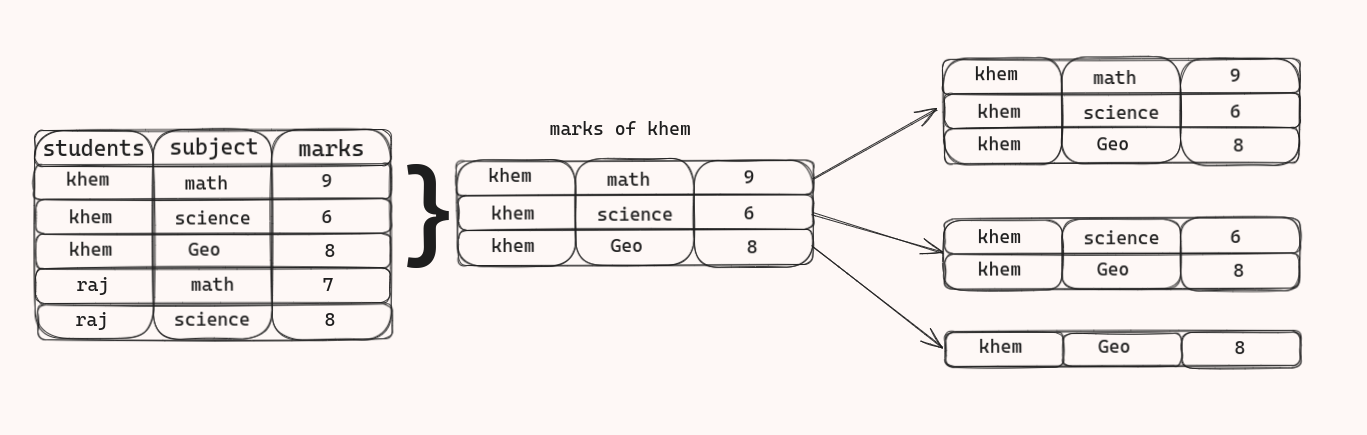 students subject marks
khem math 9
khem science 6
khem Geo 8
raj math 7
raj science 8
}
marks of khem
khem math 9
khem science 6
khem Geo 8
khem math 9
khem science 6
khem Geo 8
khem science 6
khem Geo 8
khem Geo 8